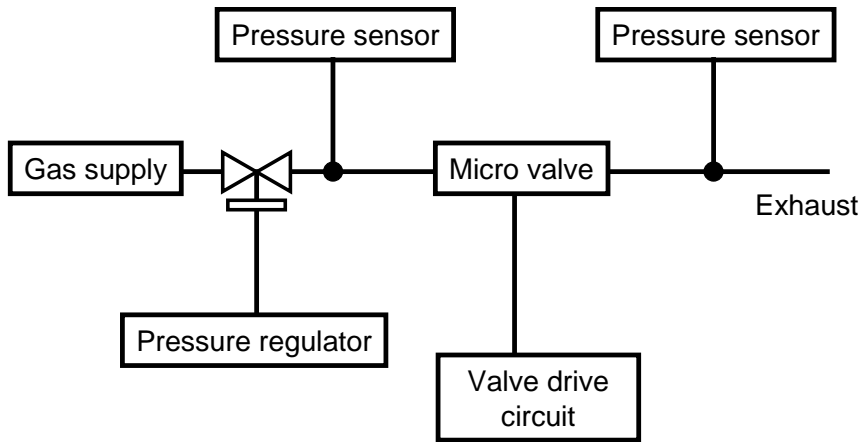 Pressure sensor
Pressure sensor
Gas supply
Micro valve
Exhaust
Pressure regulator
Valve drive
circuit